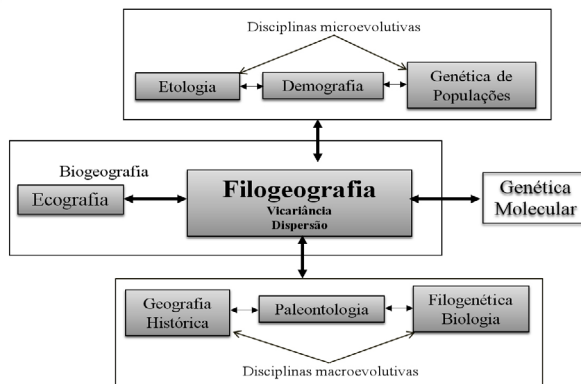 Disciplinas microevolutivas
Etologia
Demografia
Genética de
Populações
Biogeografia
Ecografia
Filogeografia
Vicariância
Dispersão
Genética
Molecular
Geografia
Histórica
Paleontologia
Filogenética
Biologia
Disciplinas macroevolutivas